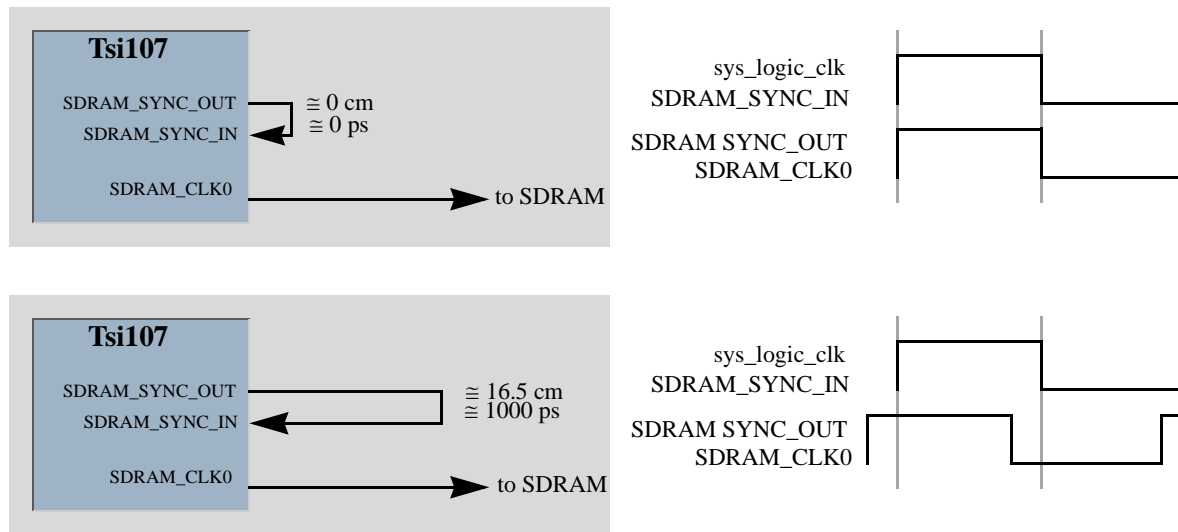 Tsi107
SDRAM_SYNC_OUT
SDRAM_SYNC_IN
≅ 0 cm
≅ 0 ps
SDRAM_CLK0
to SDRAM
sys_logic_clk
SDRAM_SYNC_IN
SDRAM SYNC_OUT
SDRAM_CLK0
Tsi107
SDRAM_SYNC_OUT
SDRAM_SYNC_IN
≅ 16.5 cm
≅ 1000 ps
SDRAM_CLK0
to SDRAM
sys_logic_clk
SDRAM_SYNC_IN
SDRAM SYNC_OUT
SDRAM_CLK0